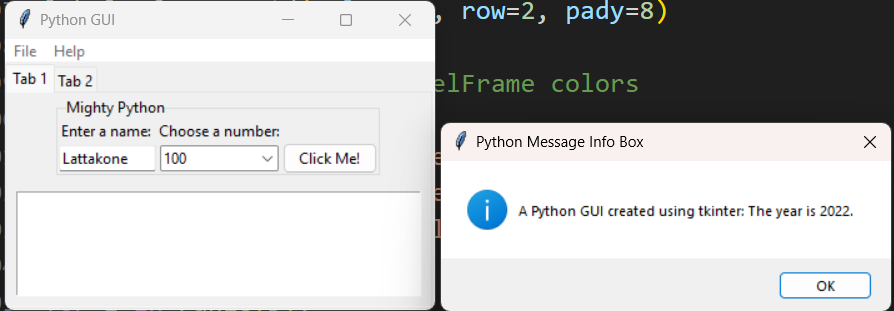 Python GUI
File Help
Tab 1 Tab 2
Mighty Python
Enter a name: Choose a number:
Lattakone 100 Click Me!
, row=2, pady=8)
elFrame colors
Python Message Info Box
A Python GUI created using tkinter: The year is 2022.
OK